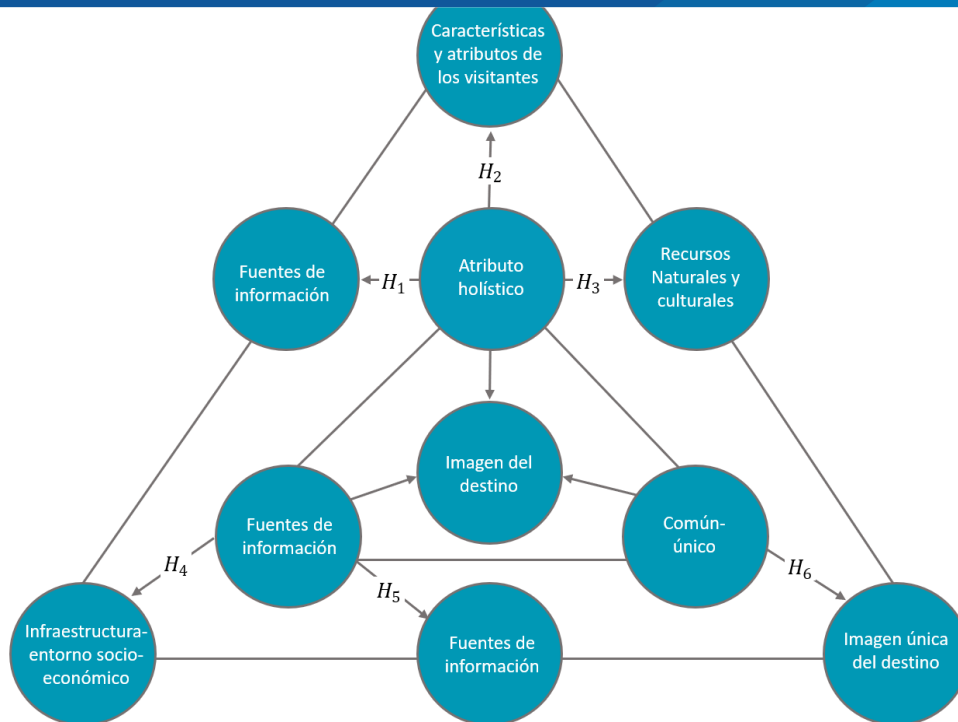 Características
y atributos de
los visitantes
H₂
Fuentes de
información
H₁
Atributo
holístico
H₃
Recursos
Naturales y
culturales
Imagen del
destino
Fuentes de
información
Común-
único
H₄
H₅
H₆
Infraestructura-
entorno socio-
económico
Fuentes de
información
Imagen única
del destino